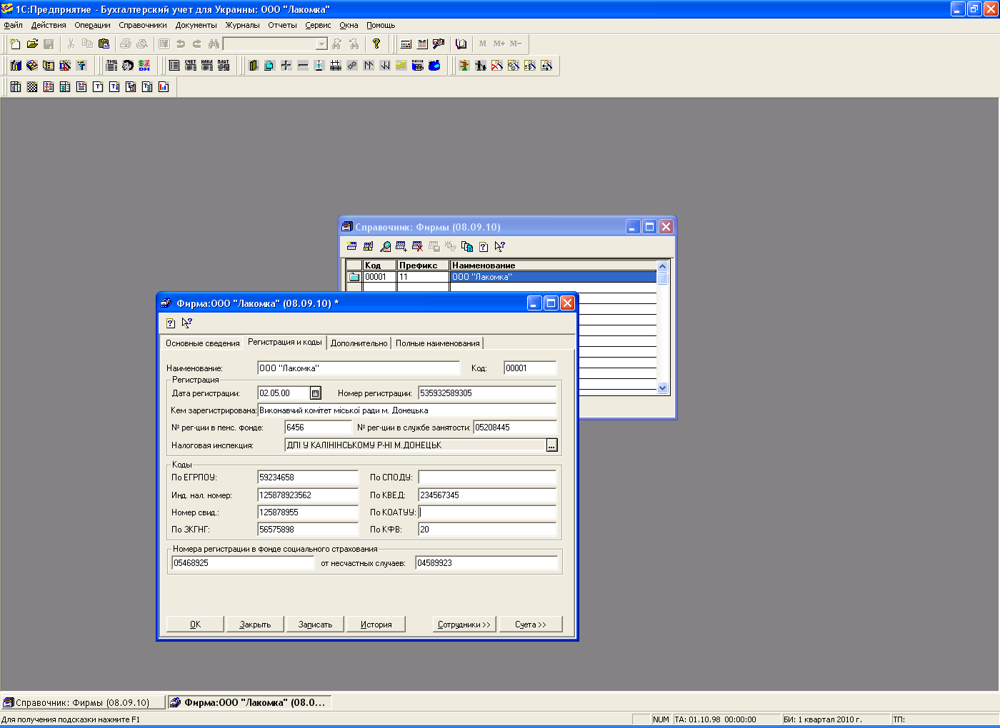 1С:Предприятие - Бухгалтерский учет для Украины: ООО "Лакомка"
Файл Действия Операции Справочники Документы Журналы Отчеты Сервис Окна Помощь
M M+ M-
Справочник: Фирмы (08.09.10)
Код Префикс Наименование
00001 11 ООО "Лакомка"
Фирма:ООО "Лакомка" (08.09.10) *
Основные сведения Регистрация и коды Дополнительно Полные наименования
Наименование: ООО "Лакомка" Код: 00001
Регистрация
Дата регистрации: 02.05.00 Номер регистрации: 535932589305
Кем зарегистрирована: Виконавчий комітет міської ради м. Донецька
№ рег-ции в пенс. фонде: 6456 № рег-ции в службе занятости: 05208445
Налоговая инспекция: ДПІ У КАЛІНІНСЬКОМУ Р-НІ М.ДОНЕЦЬК ...
Коды
По ЕГРПОУ: 59234658 По СПОДУ:
Инд. нал. номер: 125878923562 По КВЕД: 234567345
Номер свид.: 125878955 По КОАТУУ:
По ЗКГНГ: 56575898 По КФВ: 20
Номера регистрации в фонде социального страхования
05468925 от несчастных случаев: 04589923
OK Закрыть Записать История Сотрудники >> Счета >>
Справочник: Фирмы (08.09.10) Фирма:ООО "Лакомка" (08.0...
Для получения подсказки нажмите F1 NUM ТА: 01.10.98 00:00:00 БИ: 1 квартал 2010 г. ТП: